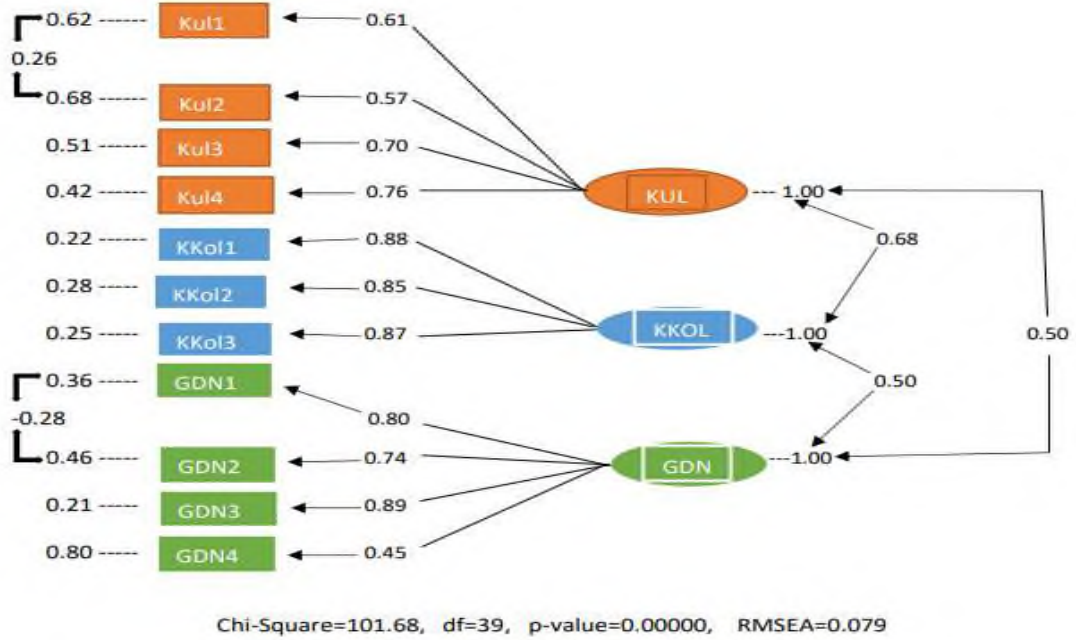 0.62 ------ Kul1 0.61
0.26
0.68 ------ Kul2 0.57
0.51 ------ Kul3 0.70
0.42 ------ Kul4 0.76 KUL --- 1.00
0.22 ----- KKol1 0.88 0.68
0.28 ----- KKol2 0.85
0.25 ----- KKol3 0.87 KKOL ---1.00 0.50
0.36 ----- GDN1 0.50
-0.28 0.80
0.46 ----- GDN2 0.74 GDN ---1.00
0.21 ----- GDN3 0.89
0.80 ----- GDN4 0.45
Chi-Square=101.68, df=39, p-value=0.00000, RMSEA=0.079